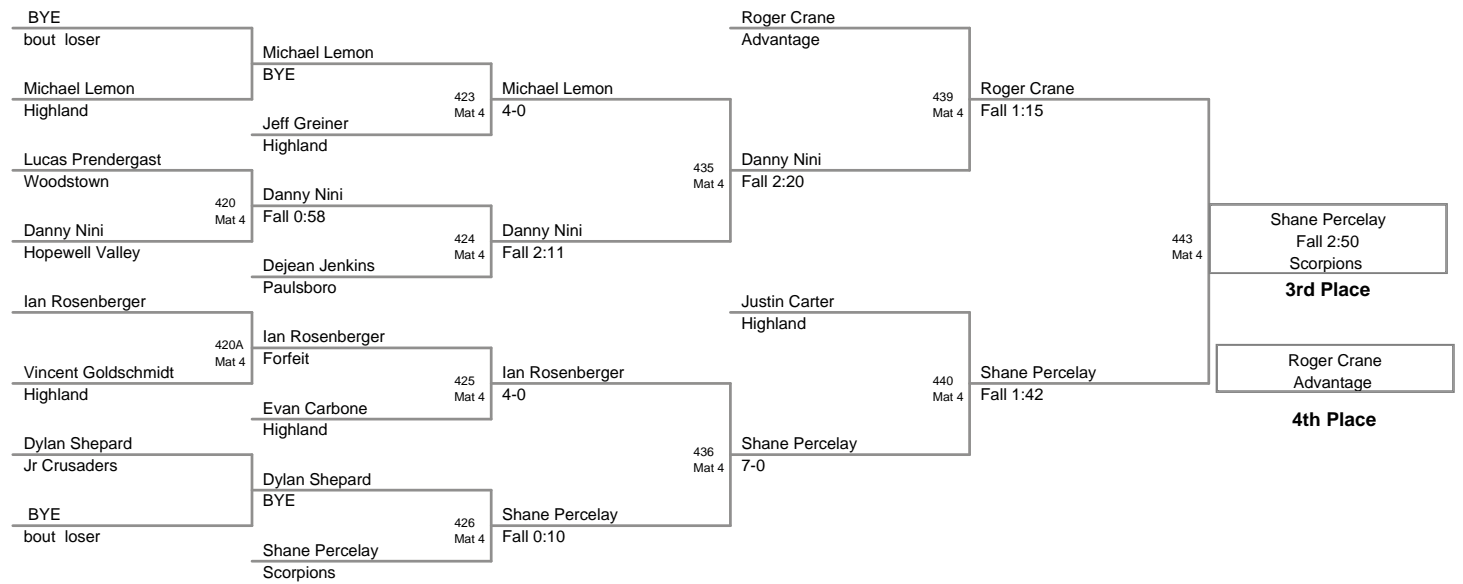 BYE
bout loser
Michael Lemon
Highland
Lucas Prendergast
Woodstown
420
Mat 4
Danny Nini
Hopewell Valley
Ian Rosenberger
420A
Mat 4
Vincent Goldschmidt
Highland
Dylan Shepard
Jr Crusaders
BYE
bout loser
Michael Lemon
BYE
423
Mat 4
Jeff Greiner
Highland
Danny Nini
Fall 0:58
424
Mat 4
Dejean Jenkins
Paulsboro
Ian Rosenberger
Forfeit
425
Mat 4
Evan Carbone
Highland
Dylan Shepard
BYE
426
Mat 4
Shane Percelay
Scorpions
Michael Lemon
4-0
435
Mat 4
Danny Nini
Fall 2:11
Ian Rosenberger
4-0
436
Mat 4
Shane Percelay
Fall 0:10
Roger Crane
Advantage
439
Mat 4
Danny Nini
Fall 2:20
Justin Carter
Highland
440
Mat 4
Shane Percelay
7-0
Roger Crane
Fall 1:15
443
Mat 4
Shane Percelay
Fall 1:42
Shane Percelay
Fall 2:50
Scorpions
3rd Place
Roger Crane
Advantage
4th Place